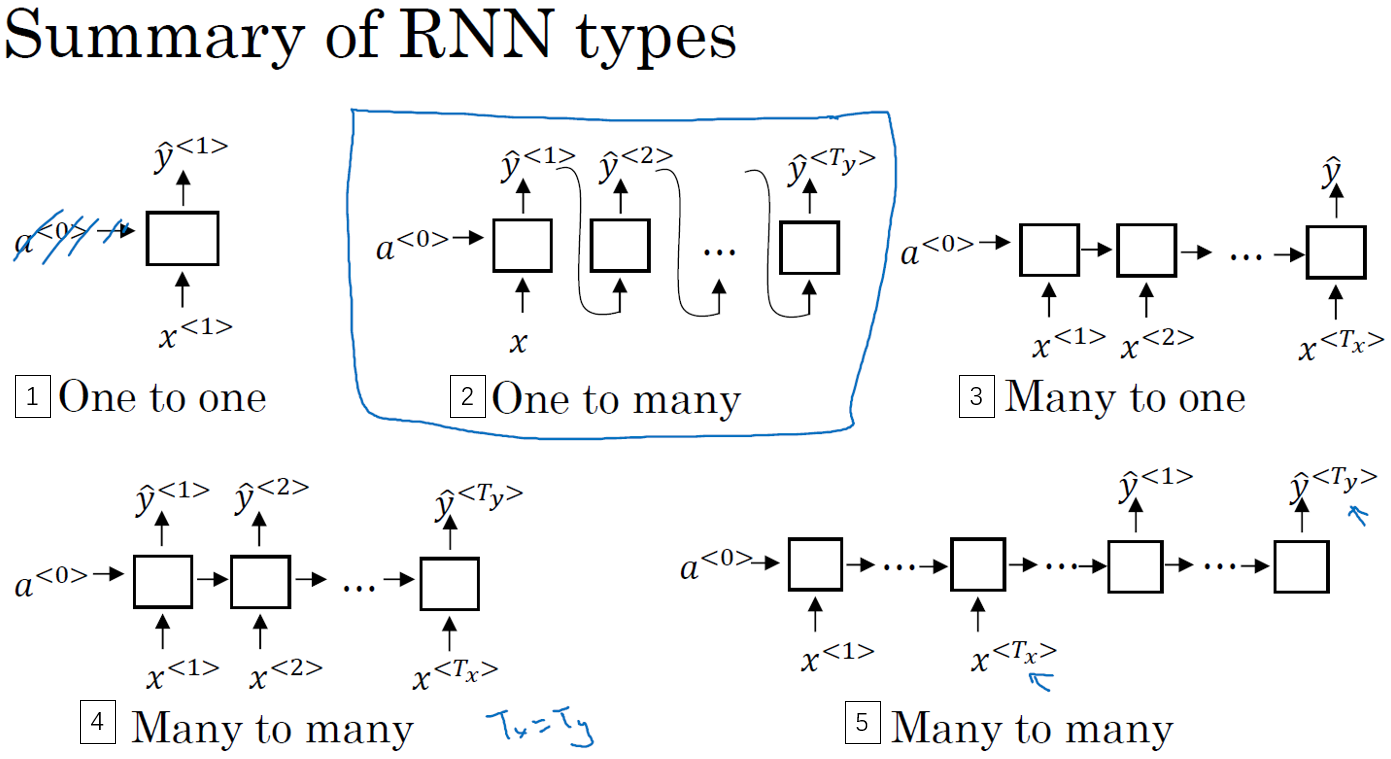 Summary of RNN types
ŷ<1>
a<0>
x<1>
1 One to one
ŷ<1> ŷ<2> ŷ<Ty>
a<0> ...
x
2 One to many
ŷ
a<0> ...
x<1> x<2> x<Tx>
3 Many to one
ŷ<1> ŷ<2> ŷ<Ty>
a<0> ...
x<1> x<2> x<Tx>
4 Many to many
Tx=Ty
ŷ<1> ŷ<Ty>
a<0> ... ... ...
x<1> x<Tx>
5 Many to many